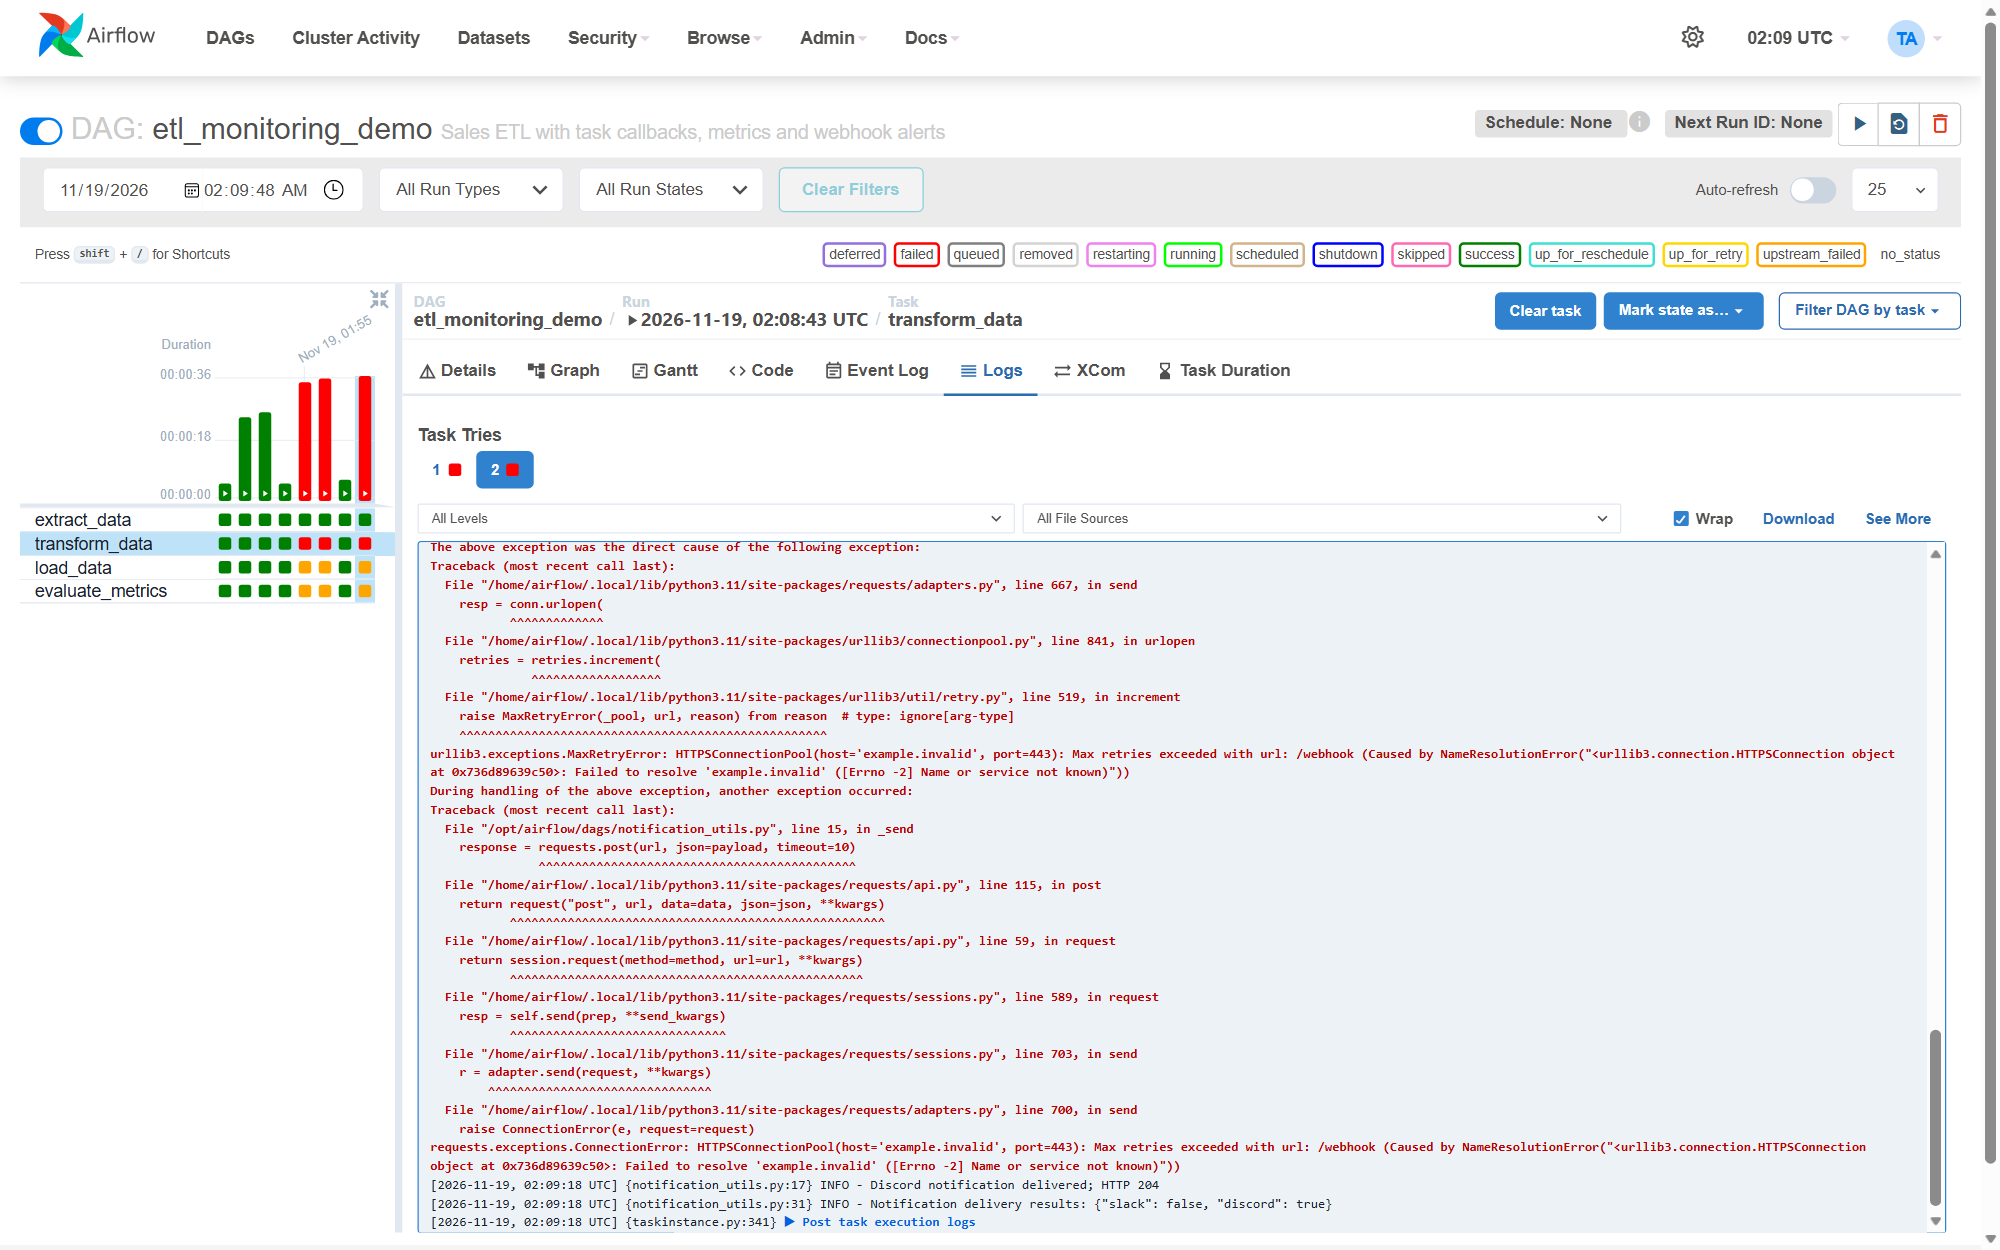 Airflow DAGs Cluster Activity Datasets Security Browse Admin Docs 02:09 UTC TA
DAG: etl_monitoring_demo Sales ETL with task callbacks, metrics and webhook alerts Schedule: None i Next Run ID: None
11/19/2026 02:09:48 AM All Run Types All Run States Clear Filters Auto-refresh 25
Press shift + / for Shortcuts deferred failed queued removed restarting running scheduled shutdown skipped success up_for_reschedule up_for_retry upstream_failed no_status
Duration
Nov 19, 01:55
00:00:36
00:00:18
00:00:00
extract_data
transform_data
load_data
evaluate_metrics
DAG Run Task
etl_monitoring_demo / 2026-11-19, 02:08:43 UTC / transform_data
Clear task Mark state as... Filter DAG by task
Details Graph Gantt <> Code Event Log Logs XCom Task Duration
Task Tries
1 2
All Levels All File Sources Wrap Download See More
The above exception was the direct cause of the following exception:
Traceback (most recent call last):
File "/home/airflow/.local/lib/python3.11/site-packages/requests/adapters.py", line 667, in send
resp = conn.urlopen(
^^^^^^^^^^^^^
File "/home/airflow/.local/lib/python3.11/site-packages/urllib3/connectionpool.py", line 841, in urlopen
retries = retries.increment(
^^^^^^^^^^^^^^^^^^
File "/home/airflow/.local/lib/python3.11/site-packages/urllib3/util/retry.py", line 519, in increment
raise MaxRetryError(_pool, url, reason) from reason  # type: ignore[arg-type]
^^^^^^^^^^^^^^^^^^^^^^^^^^^^^^^^^^^^^^^^^^^^^^^^^^^
urllib3.exceptions.MaxRetryError: HTTPSConnectionPool(host='example.invalid', port=443): Max retries exceeded with url: /webhook (Caused by NameResolutionError("<urllib3.connection.HTTPSConnection object
at 0x736d89639c50>: Failed to resolve 'example.invalid' ([Errno -2] Name or service not known)"))
During handling of the above exception, another exception occurred:
Traceback (most recent call last):
File "/opt/airflow/dags/notification_utils.py", line 15, in _send
response = requests.post(url, json=payload, timeout=10)
^^^^^^^^^^^^^^^^^^^^^^^^^^^^^^^^^^^^^^^^^^^^
File "/home/airflow/.local/lib/python3.11/site-packages/requests/api.py", line 115, in post
return request("post", url, data=data, json=json, **kwargs)
^^^^^^^^^^^^^^^^^^^^^^^^^^^^^^^^^^^^^^^^^^^^^^^^^^^^
File "/home/airflow/.local/lib/python3.11/site-packages/requests/api.py", line 59, in request
return session.request(method=method, url=url, **kwargs)
^^^^^^^^^^^^^^^^^^^^^^^^^^^^^^^^^^^^^^^^^^^^^^^^^
File "/home/airflow/.local/lib/python3.11/site-packages/requests/sessions.py", line 589, in request
resp = self.send(prep, **send_kwargs)
^^^^^^^^^^^^^^^^^^^^^^^^^^^^^^
File "/home/airflow/.local/lib/python3.11/site-packages/requests/sessions.py", line 703, in send
r = adapter.send(request, **kwargs)
^^^^^^^^^^^^^^^^^^^^^^^^^^^^^^^
File "/home/airflow/.local/lib/python3.11/site-packages/requests/adapters.py", line 700, in send
raise ConnectionError(e, request=request)
requests.exceptions.ConnectionError: HTTPSConnectionPool(host='example.invalid', port=443): Max retries exceeded with url: /webhook (Caused by NameResolutionError("<urllib3.connection.HTTPSConnection
object at 0x736d89639c50>: Failed to resolve 'example.invalid' ([Errno -2] Name or service not known)"))
[2026-11-19, 02:09:18 UTC] {notification_utils.py:17} INFO - Discord notification delivered; HTTP 204
[2026-11-19, 02:09:18 UTC] {notification_utils.py:31} INFO - Notification delivery results: {"slack": false, "discord": true}
[2026-11-19, 02:09:18 UTC] {taskinstance.py:341} ▶ Post task execution logs